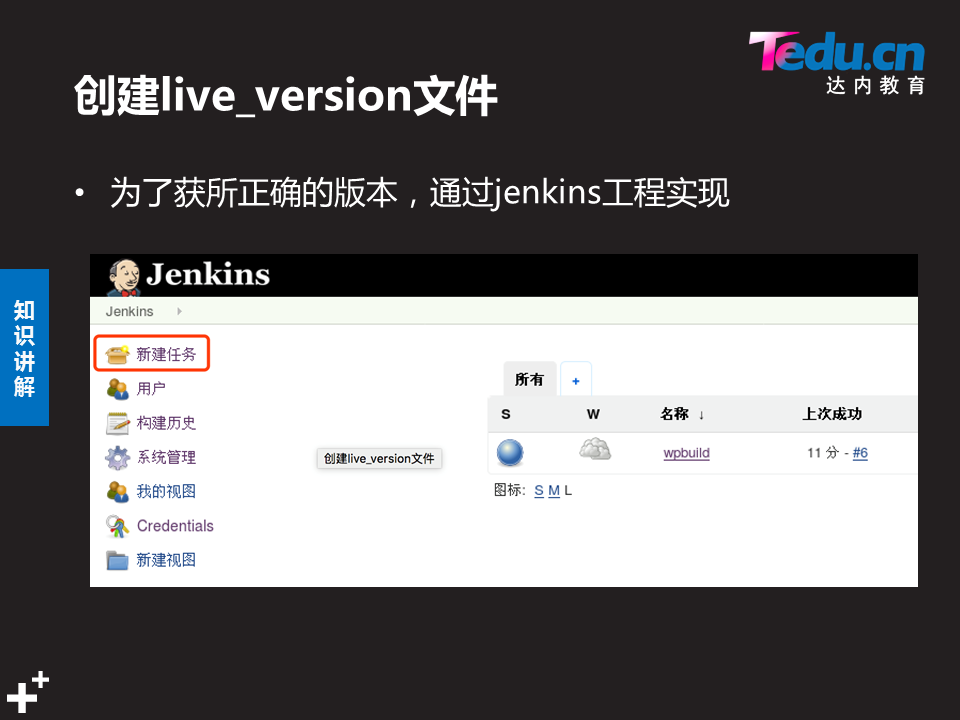 Tedu.cn
达内教育
创建live_version文件
• 为了获所正确的版本，通过jenkins工程实现
知识讲解
Jenkins
Jenkins
新建任务
用户
构建历史
系统管理
我的视图
Credentials
新建视图
创建live_version文件
所有 +
S W 名称 ↓ 上次成功
wpbuild 11 分 - #6
图标: S M L